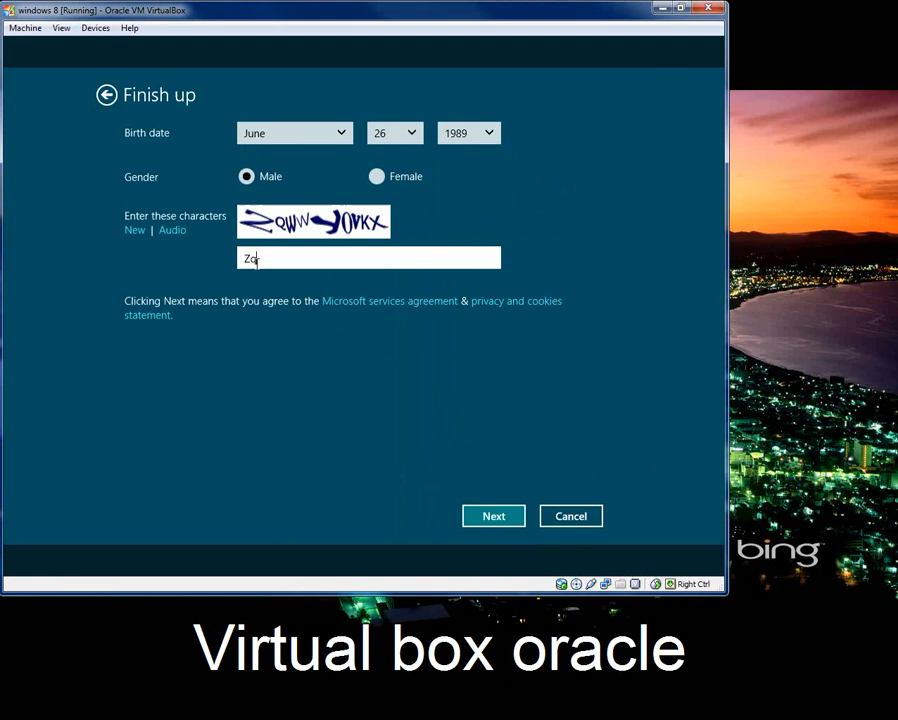 windows 8 [Running] - Oracle VM VirtualBox
Machine View Devices Help
Finish up
Birth date June 26 1989
Gender Male Female
Enter these characters
New | Audio
Clicking Next means that you agree to the Microsoft services agreement & privacy and cookies
statement.
Next Cancel
bing
Right Ctrl
Virtual box oracle